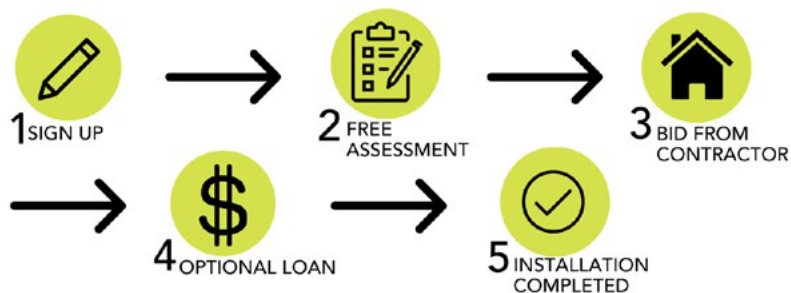 1 SIGN UP
2 FREE
ASSESSMENT
3 BID FROM
CONTRACTOR
$
4 OPTIONAL LOAN
5 INSTALLATION
COMPLETED